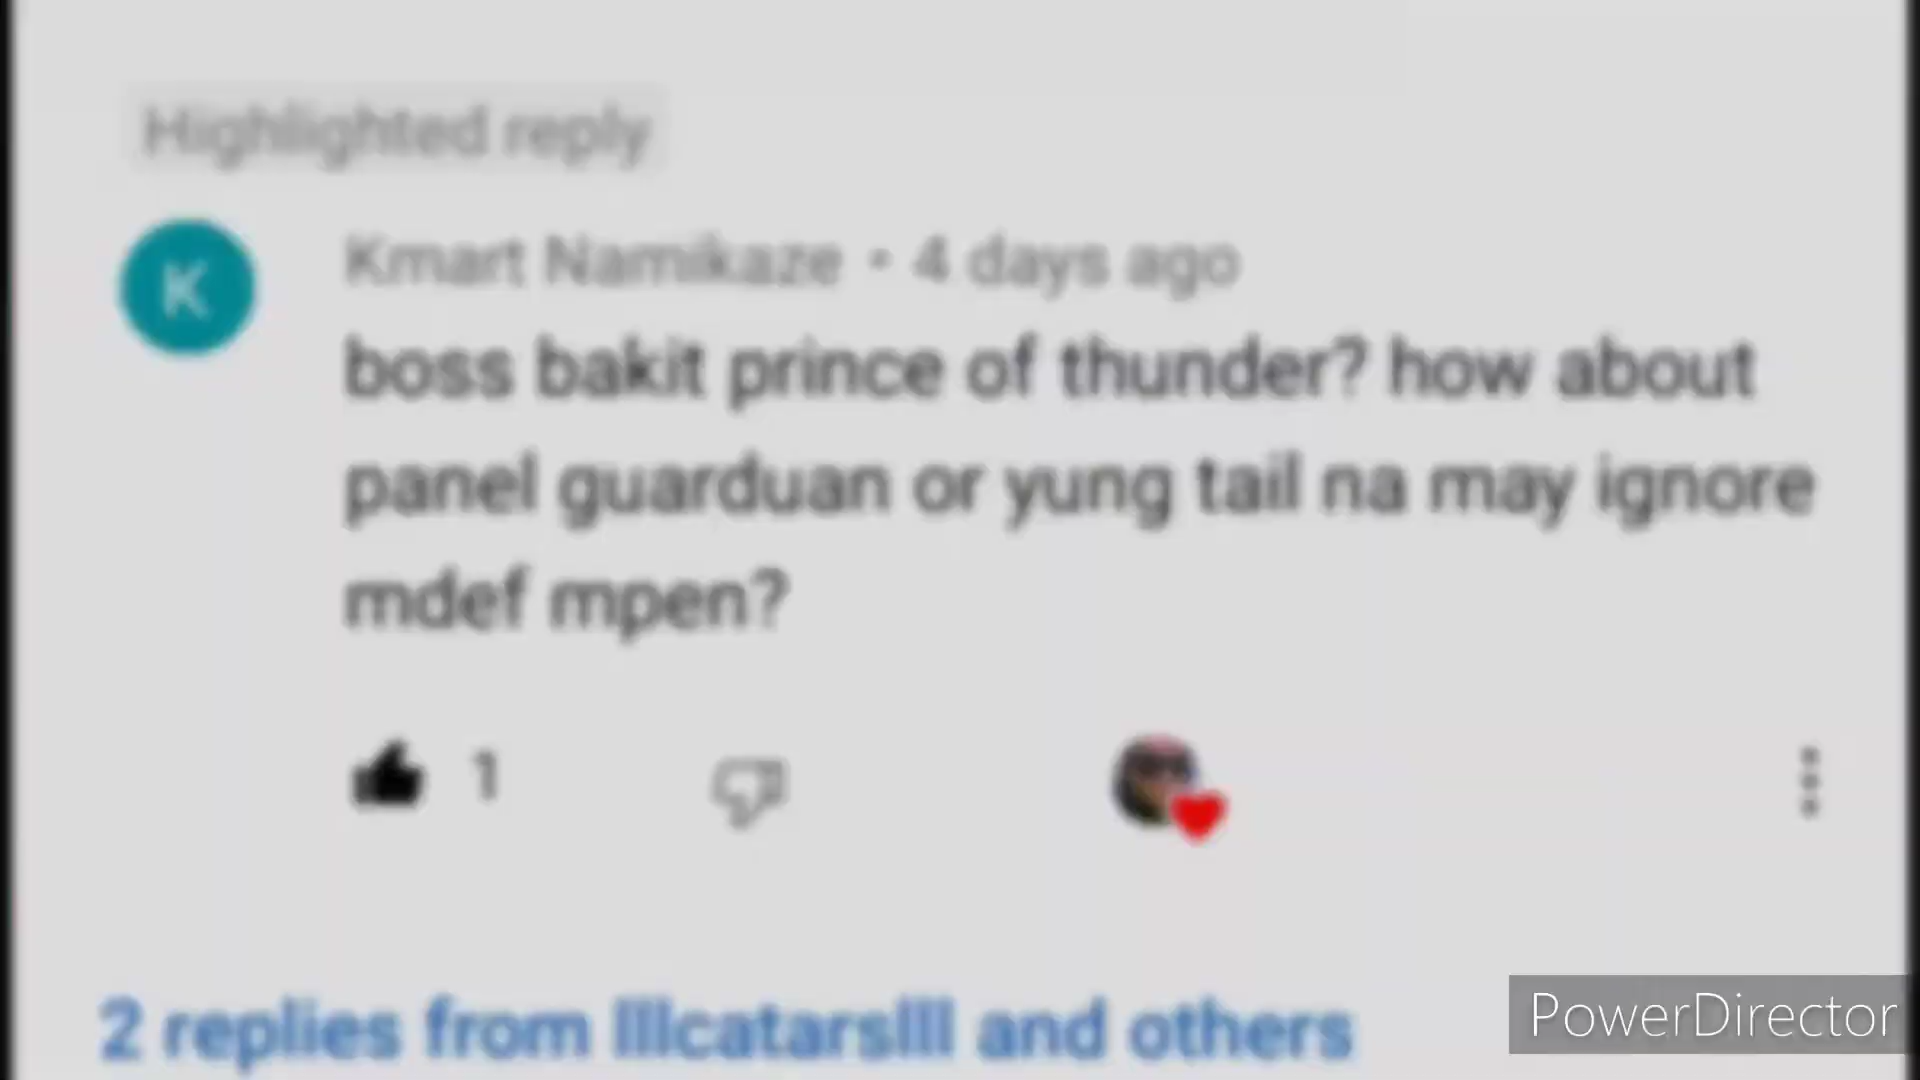 Highlighted reply
K
Kmart Namikaze • 4 days ago
boss bakit prince of thunder? how about
panel guarduan or yung tail na may ignore
mdef mpen?
1
2 replies from lllcatarslll and others
PowerDirector